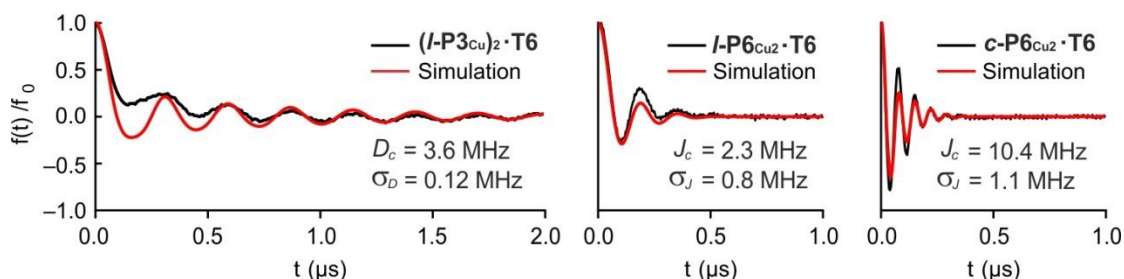 f(t) /f0
1.0
0.5
0.0
−0.5
−1.0
(l-P3Cu)2·T6
Simulation
Dc = 3.6 MHz
σD = 0.12 MHz
0.0 0.5 1.0 1.5 2.0
t (µs)
l-P6Cu2·T6
Simulation
Jc = 2.3 MHz
σJ = 0.8 MHz
0.0 0.5 1.0
t (µs)
c-P6Cu2·T6
Simulation
Jc = 10.4 MHz
σJ = 1.1 MHz
0.0 0.5 1.0
t (µs)